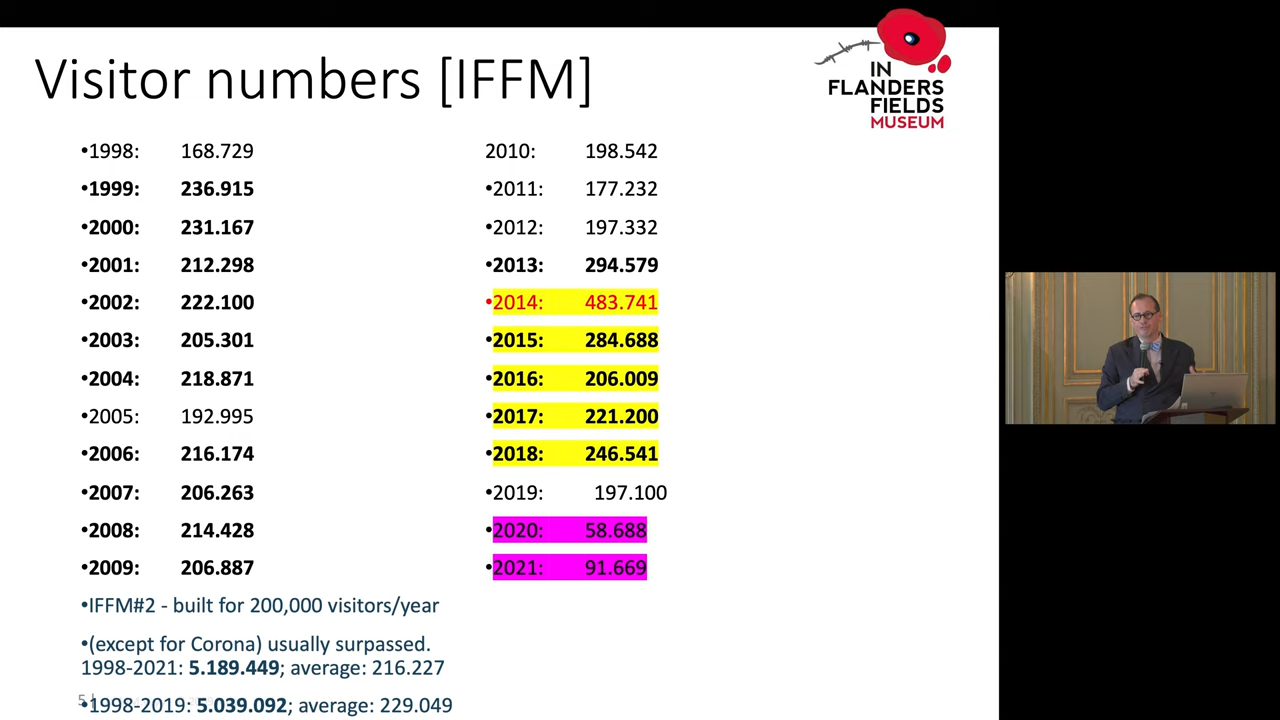 Visitor numbers [IFFM]
IN
FLANDERS
FIELDS
MUSEUM
•1998: 168.729
•1999: 236.915
•2000: 231.167
•2001: 212.298
•2002: 222.100
•2003: 205.301
•2004: 218.871
•2005: 192.995
•2006: 216.174
•2007: 206.263
•2008: 214.428
•2009: 206.887
•IFFM#2 - built for 200,000 visitors/year
•(except for Corona) usually surpassed.
1998-2021: 5.189.449; average: 216.227
•1998-2019: 5.039.092; average: 229.049
2010: 198.542
•2011: 177.232
•2012: 197.332
•2013: 294.579
•2014: 483.741
•2015: 284.688
•2016: 206.009
•2017: 221.200
•2018: 246.541
•2019: 197.100
•2020: 58.688
•2021: 91.669
5 |